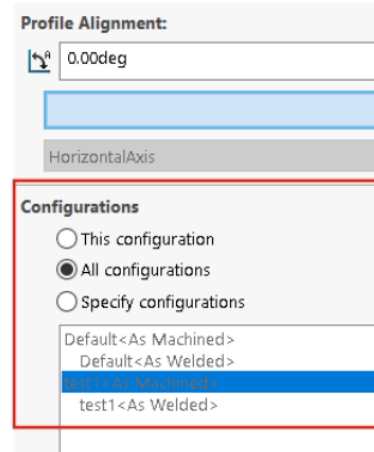 Profile Alignment:
A
0.00deg
HorizontalAxis
Configurations
This configuration
All configurations
Specify configurations
Default<As Machined>
Default<As Welded>
test1<As Machined>
test1<As Welded>